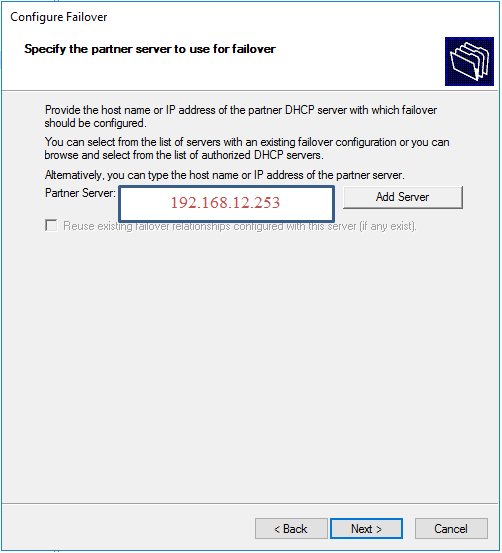 Configure Failover
Specify the partner server to use for failover
Provide the host name or IP address of the partner DHCP server with which failover
should be configured.
You can select from the list of servers with an existing failover configuration or you can
browse and select from the list of authorized DHCP servers.
Alternatively, you can type the host name or IP address of the partner server.
Partner Server: 192.168.12.253 Add Server
Reuse existing failover relationships configured with this server (if any exist).
< Back Next > Cancel